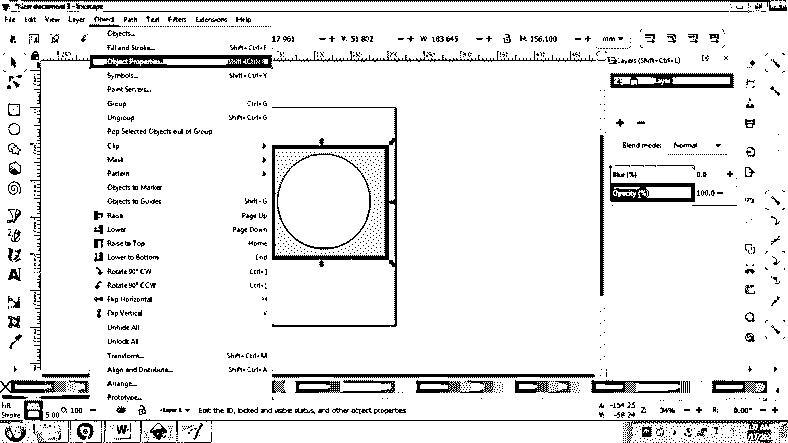 *New document 1 - Inkscape
File Edit View Layer Object Path Text Filters Extensions Help
17 961 Y: 51 802 W: 183 645 H: 156.100 mm
Objects...
Fill and Stroke... Shift+Ctrl+F
Object Properties...
Symbols... Shift+Ctrl+Y
Paint Servers...
Group Ctrl+G
Ungroup Shift+Ctrl+G
Pop Selected Objects out of Group
Clip
Mask
Pattern
Objects to Marker
Objects to Guides Shift+G
Raise Page Up
Lower Page Down
Raise to Top Home
Lower to Bottom End
Rotate 90° CW Ctrl+]
Rotate 90° CCW Ctrl+[
Flip Horizontal H
Flip Vertical V
Unhide All
Unlock All
Transform... Shift+Ctrl+M
Align and Distribute... Shift+Ctrl+A
Arrange...
Prototype...
Layers (Shift+Ctrl+L)
Blend mode: Normal
Blur (%) 0.0
Opacity (%) 100.0
Fill
Stroke 5.00 O: 100 Layer 1 Edit the ID, locked and visible status, and other object properties
X: -154.25
Y: -58.24 Z: 34% R: 0.00°